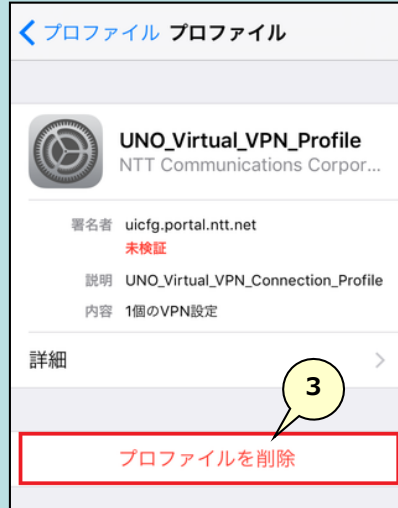 プロファイル プロファイル
UNO_Virtual_VPN_Profile
NTT Communications Corpor...
署名者 uicfg.portal.ntt.net
未検証
説明 UNO_Virtual_VPN_Connection_Profile
内容 1個のVPN設定
詳細
3
プロファイルを削除